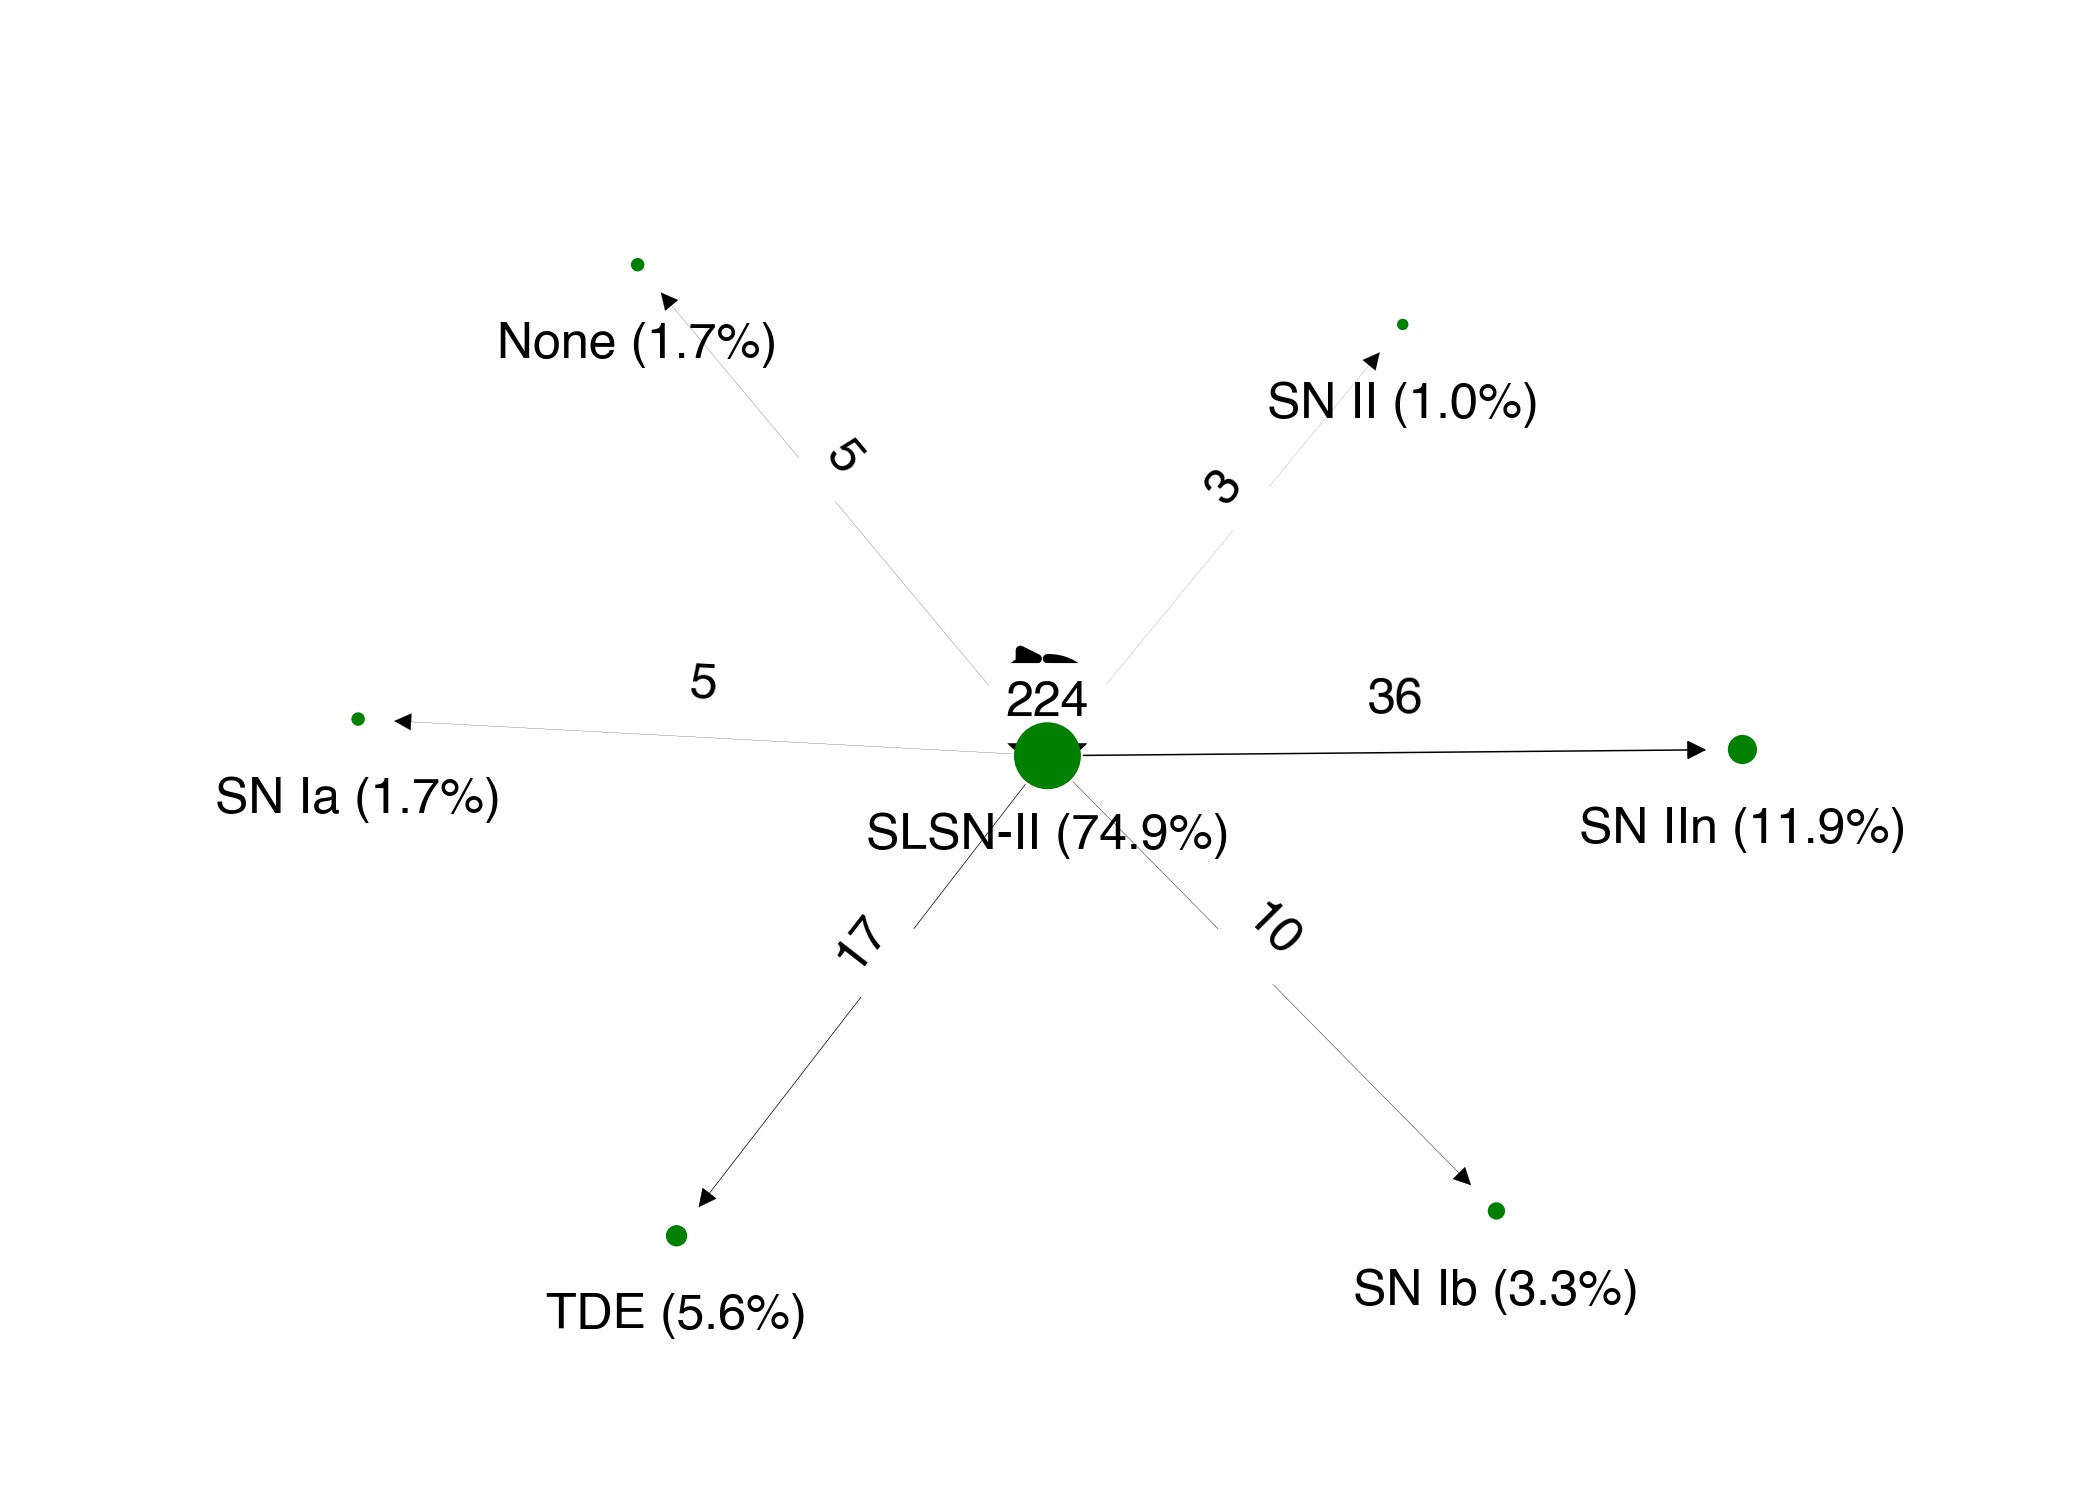 None (1.7%)
SN II (1.0%)
5
3
5
224
36
SN Ia (1.7%)
SLSN-II (74.9%)
SN IIn (11.9%)
17
10
TDE (5.6%)
SN Ib (3.3%)